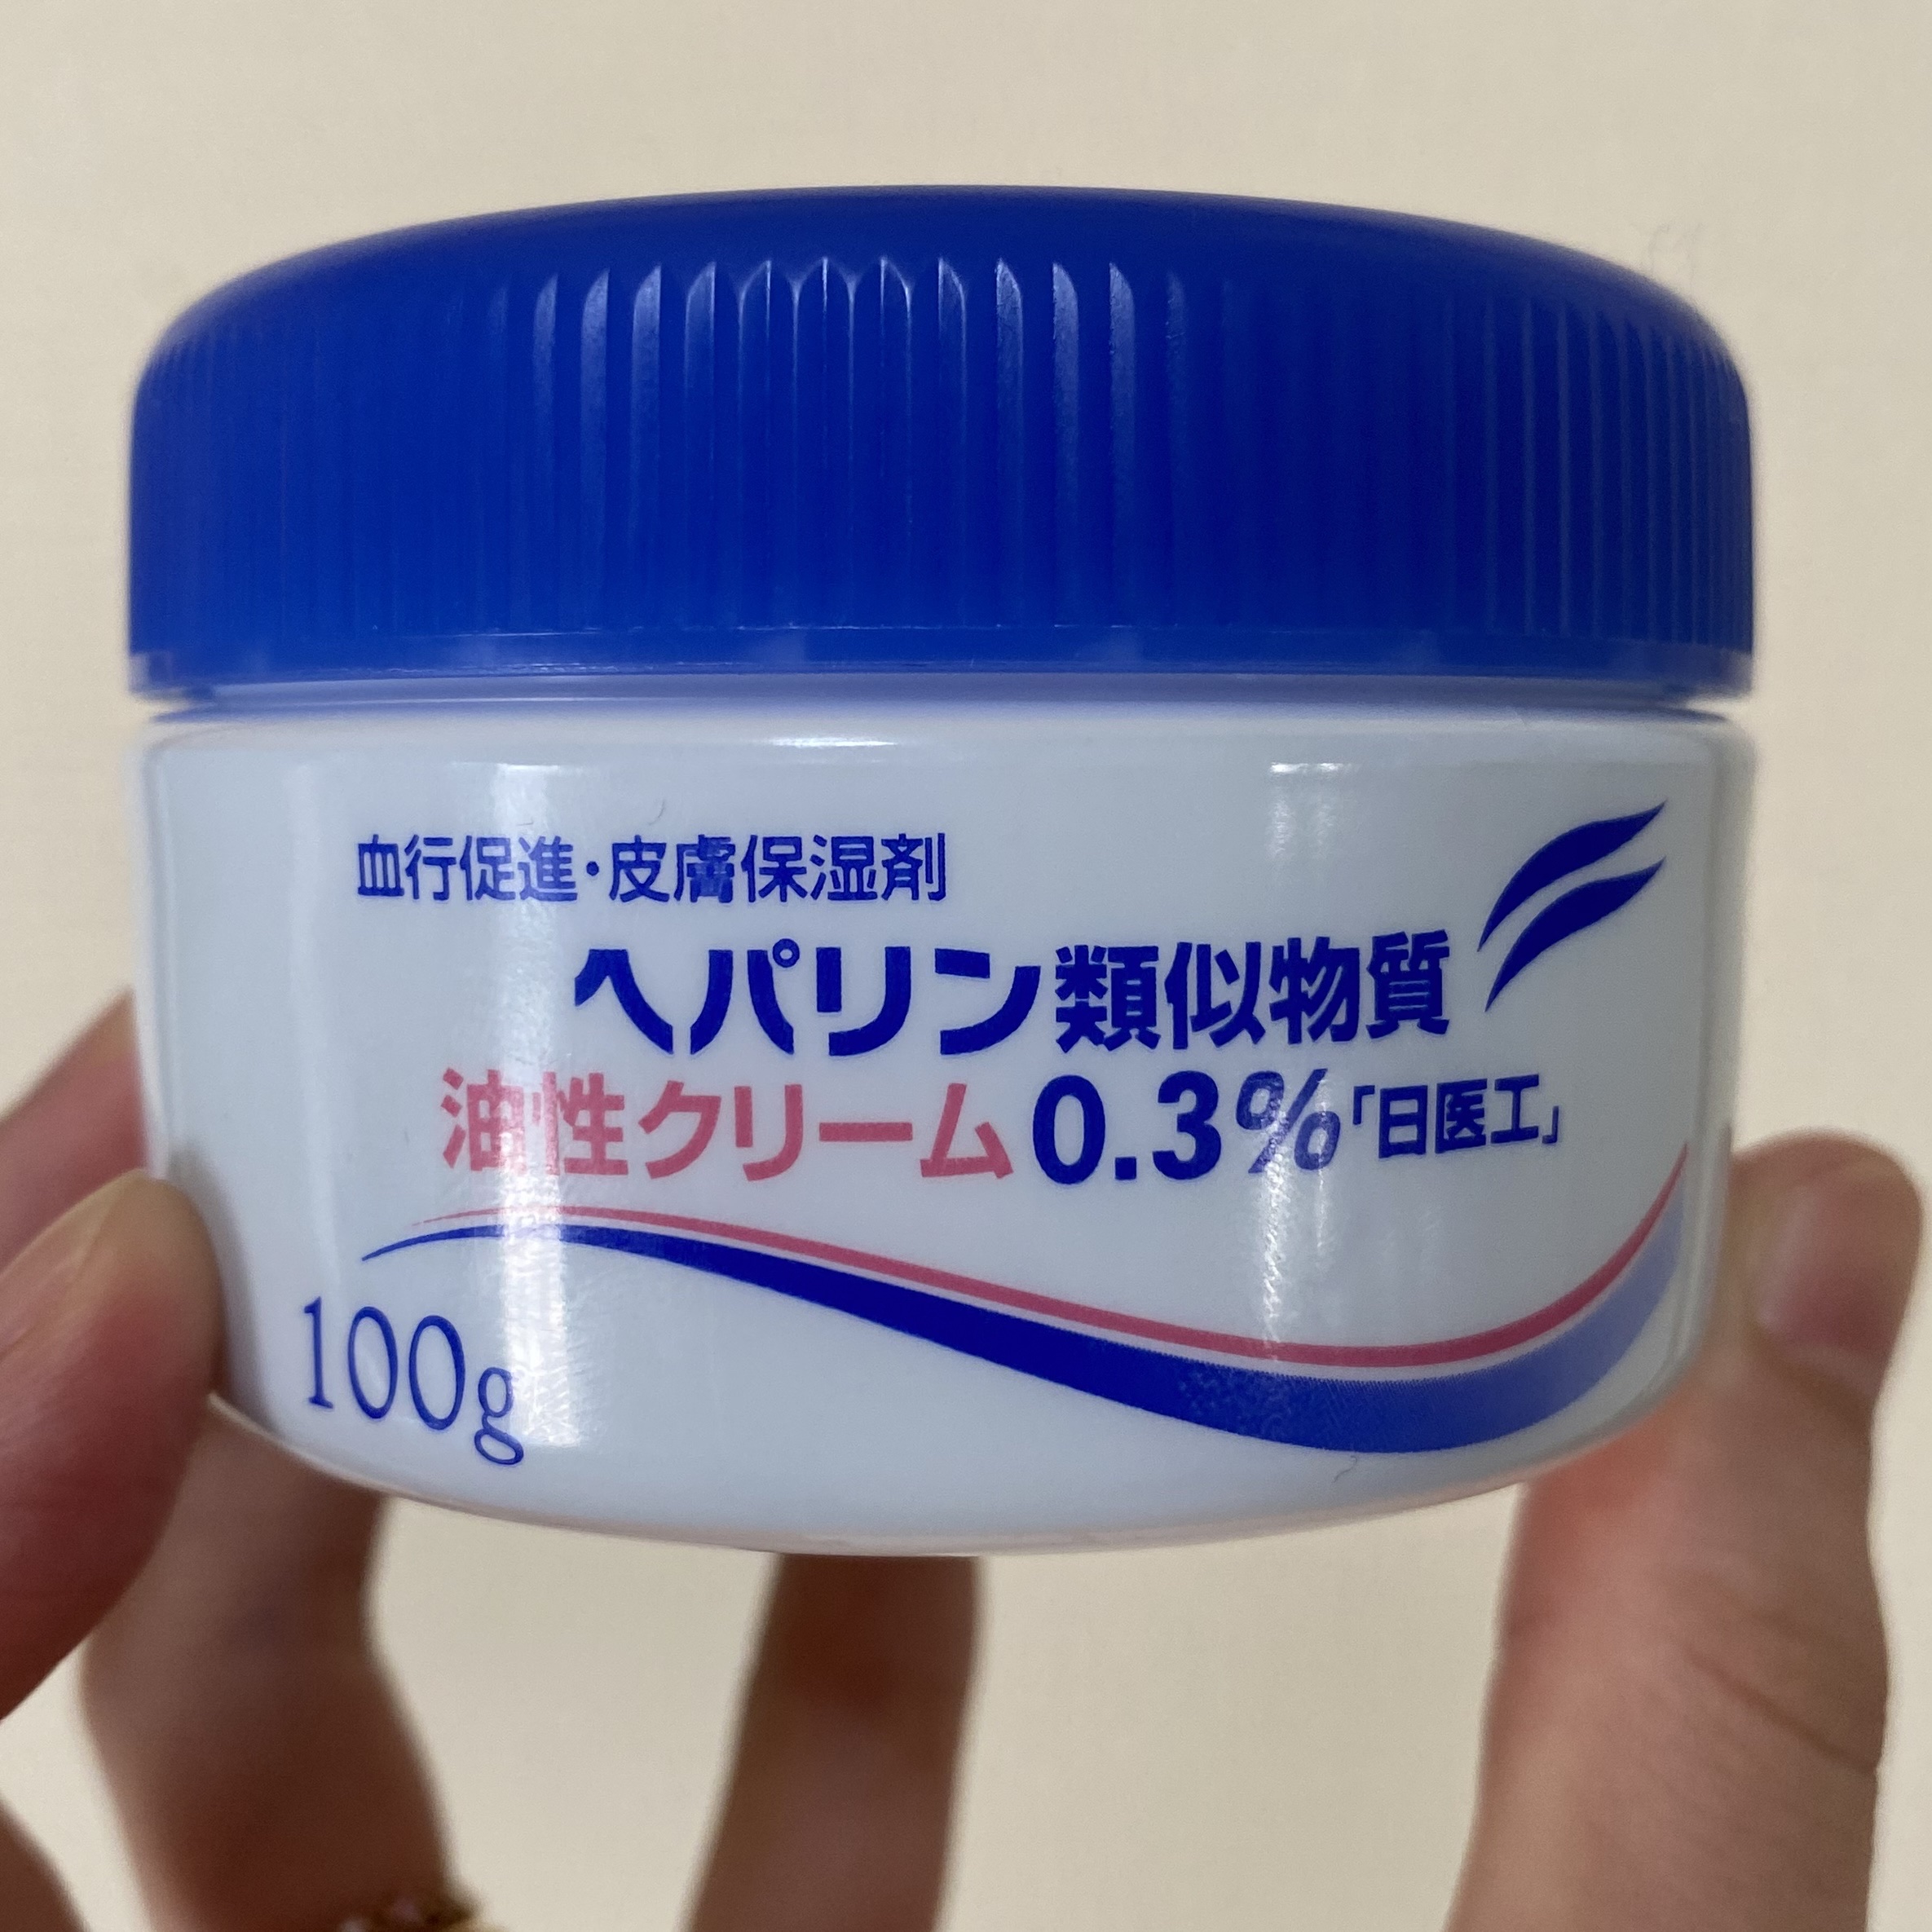 血行促進・皮膚保湿剤
ヘパリン類似物質
油性クリーム0.3%「日医工」
100g